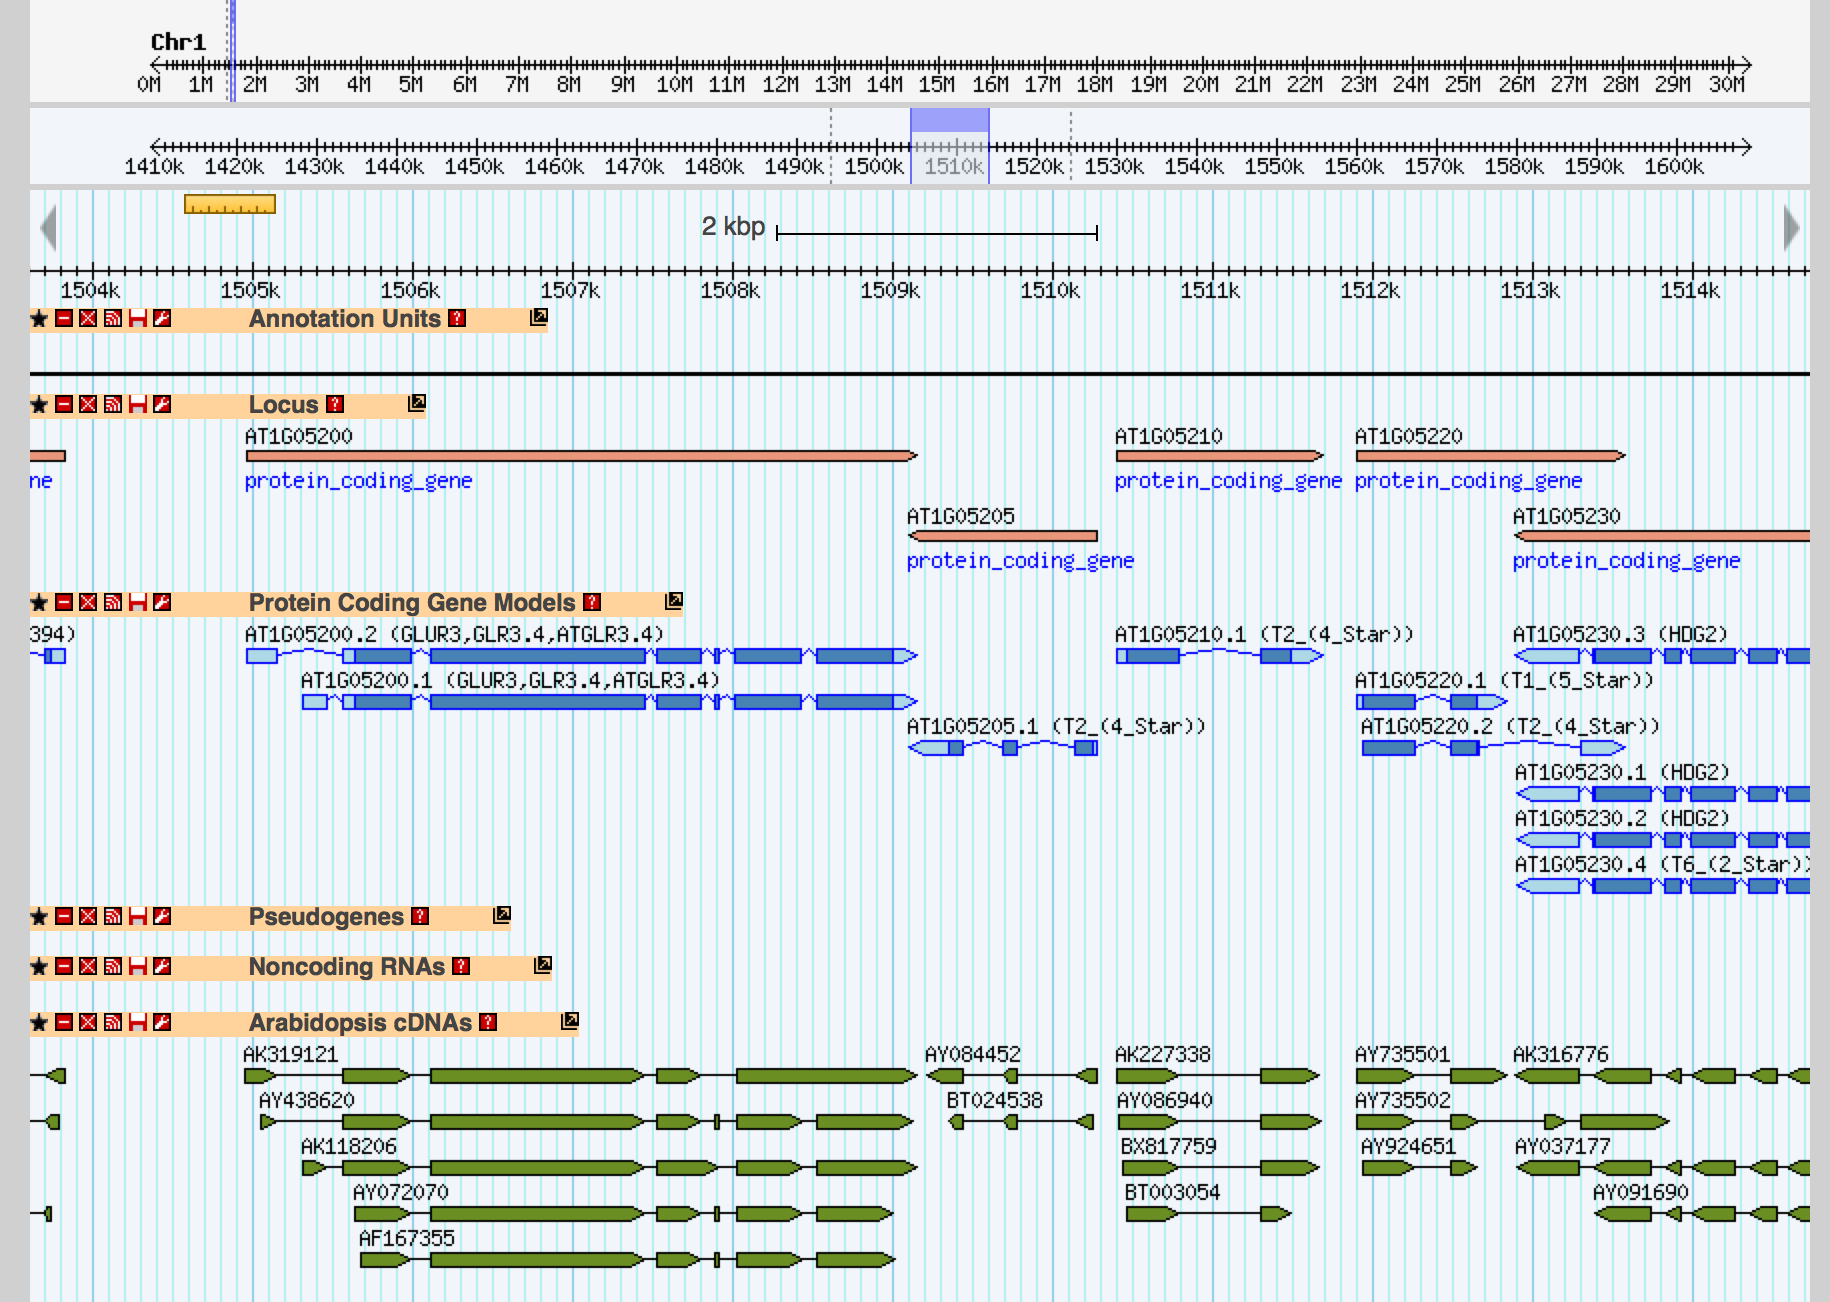 Chr1
0M 1M 2M 3M 4M 5M 6M 7M 8M 9M 10M 11M 12M 13M 14M 15M 16M 17M 18M 19M 20M 21M 22M 23M 24M 25M 26M 27M 28M 29M 30M
1410k 1420k 1430k 1440k 1450k 1460k 1470k 1480k 1490k 1500k 1510k 1520k 1530k 1540k 1550k 1560k 1570k 1580k 1590k 1600k
2 kbp
1504k 1505k 1506k 1507k 1508k 1509k 1510k 1511k 1512k 1513k 1514k
Annotation Units ?
Locus ?
AT1G05200 AT1G05210 AT1G05220
ne protein_coding_gene protein_coding_gene protein_coding_gene
AT1G05205 AT1G05230
protein_coding_gene protein_coding_gene
Protein Coding Gene Models ?
394) AT1G05200.2 (GLUR3,GLR3.4,ATGLR3.4) AT1G05210.1 (T2_(4_Star)) AT1G05230.3 (HDG2)
AT1G05200.1 (GLUR3,GLR3.4,ATGLR3.4) AT1G05220.1 (T1_(5_Star))
AT1G05205.1 (T2_(4_Star)) AT1G05220.2 (T2_(4_Star))
AT1G05230.1 (HDG2)
AT1G05230.2 (HDG2)
AT1G05230.4 (T6_(2_Star))
Pseudogenes ?
Noncoding RNAs ?
Arabidopsis cDNAs ?
AK319121 AY084452 AK227338 AY735501 AK316776
AY438620 BT024538 AY086940 AY735502
AK118206 BX817759 AY924651 AY037177
AY072070 BT003054 AY091690
AF167355